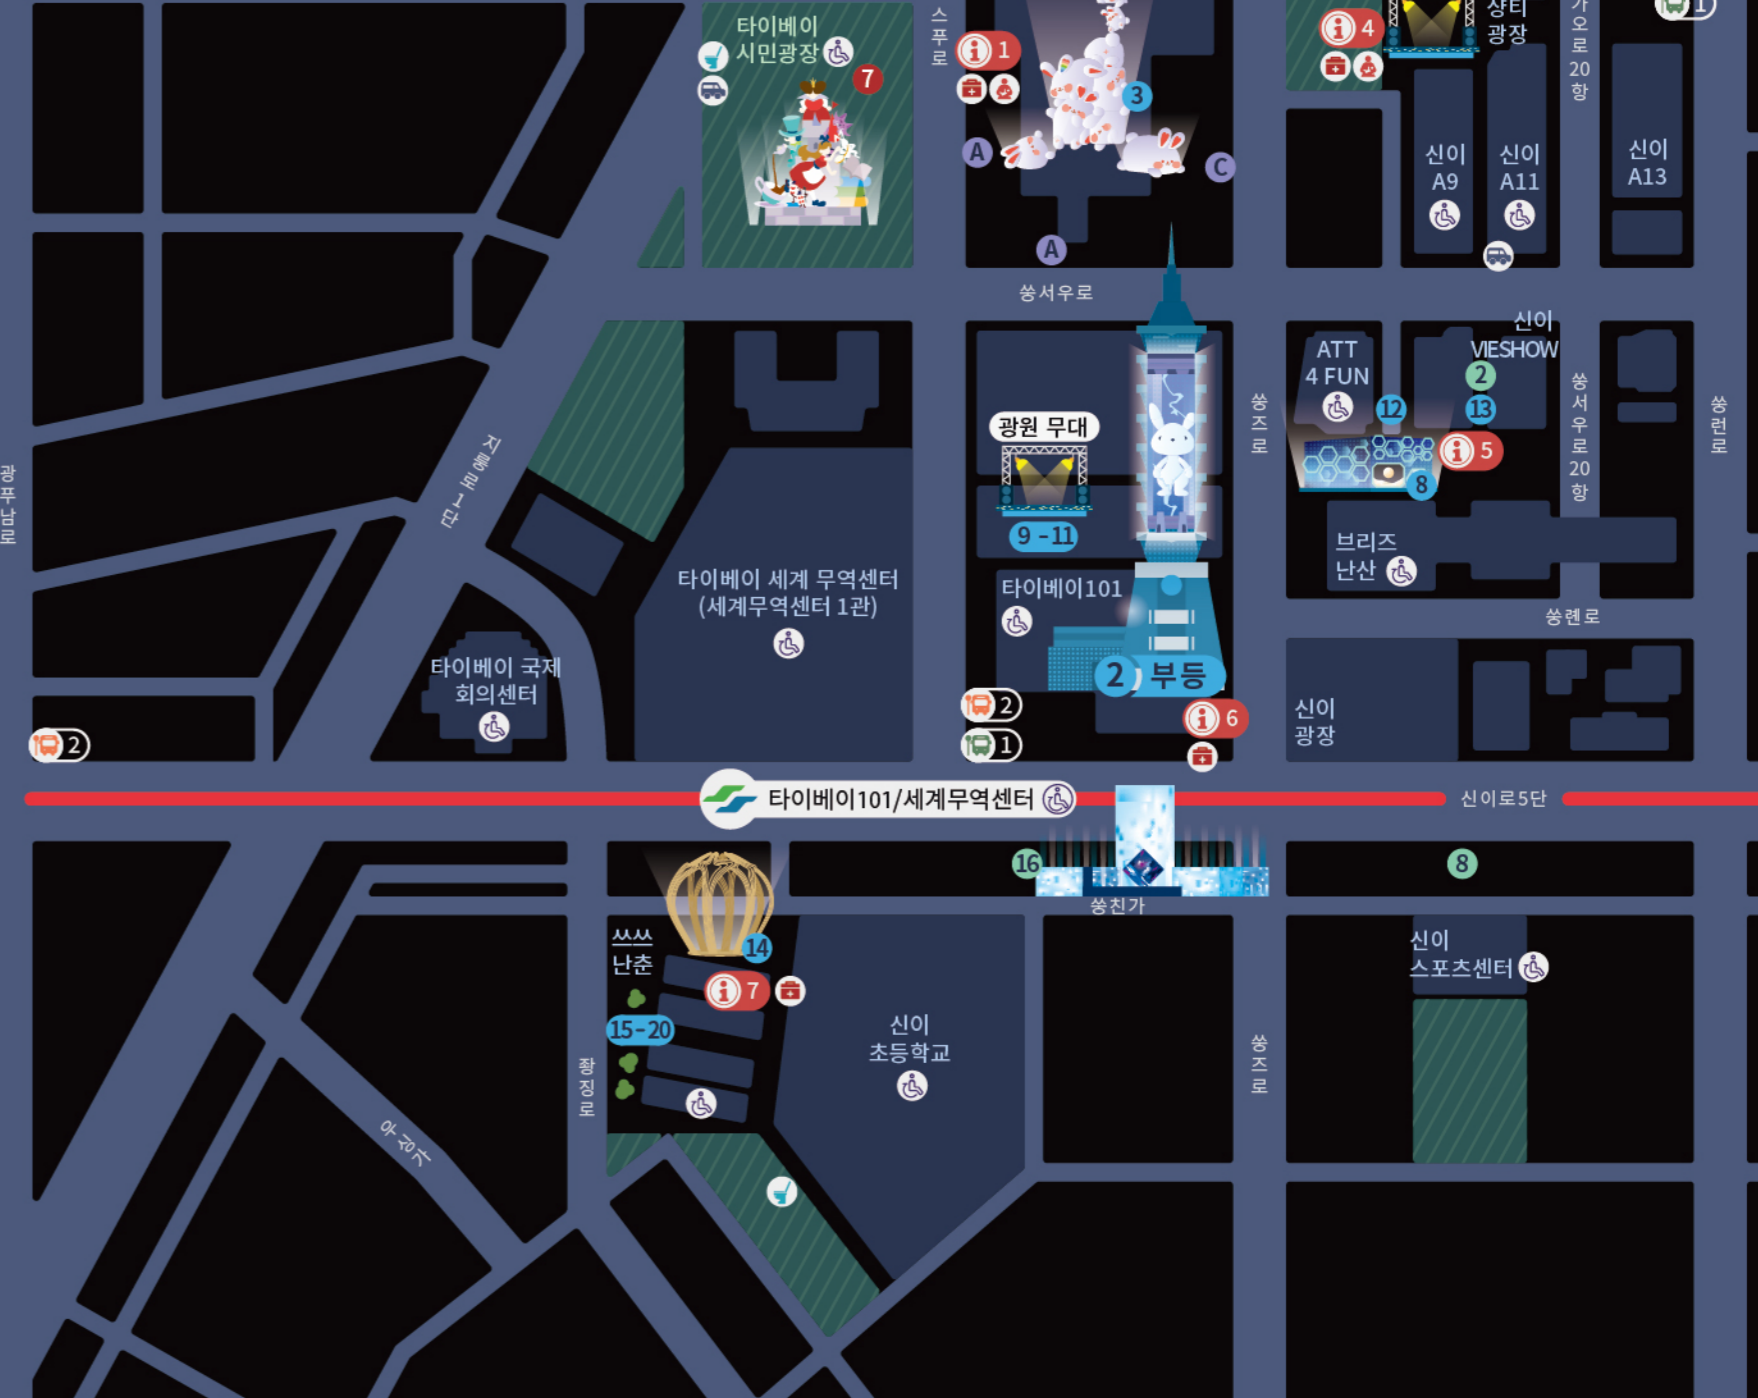 타이베이
시민광장
7
스푸로
1
3
A
C
A
4
샹티
광장
가오로20항
1
신이
A9
신이
A11
신이
A13
쑹서우로
ATT
4 FUN
신이
VIESHOW
2
12
13
5
8
쑹즈로
쑹서우로20항
쑹런로
광원 무대
9 - 11
브리즈
난산
지룽로1단
광푸남로
타이베이 세계 무역센터
(세계무역센터 1관)
타이베이101
쑹롄로
타이베이 국제
회의센터
2 부등
2
1
6
신이
광장
2
타이베이101/세계무역센터
신이로5단
16
8
쑹친가
쓰쓰
난춘
14
7
15-20
신이
스포츠센터
신이
초등학교
쫭징로
쑹즈로
우싱가